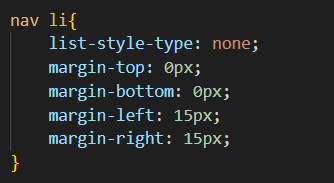 nav li{
    list-style-type: none;
    margin-top: 0px;
    margin-bottom: 0px;
    margin-left: 15px;
    margin-right: 15px;
}